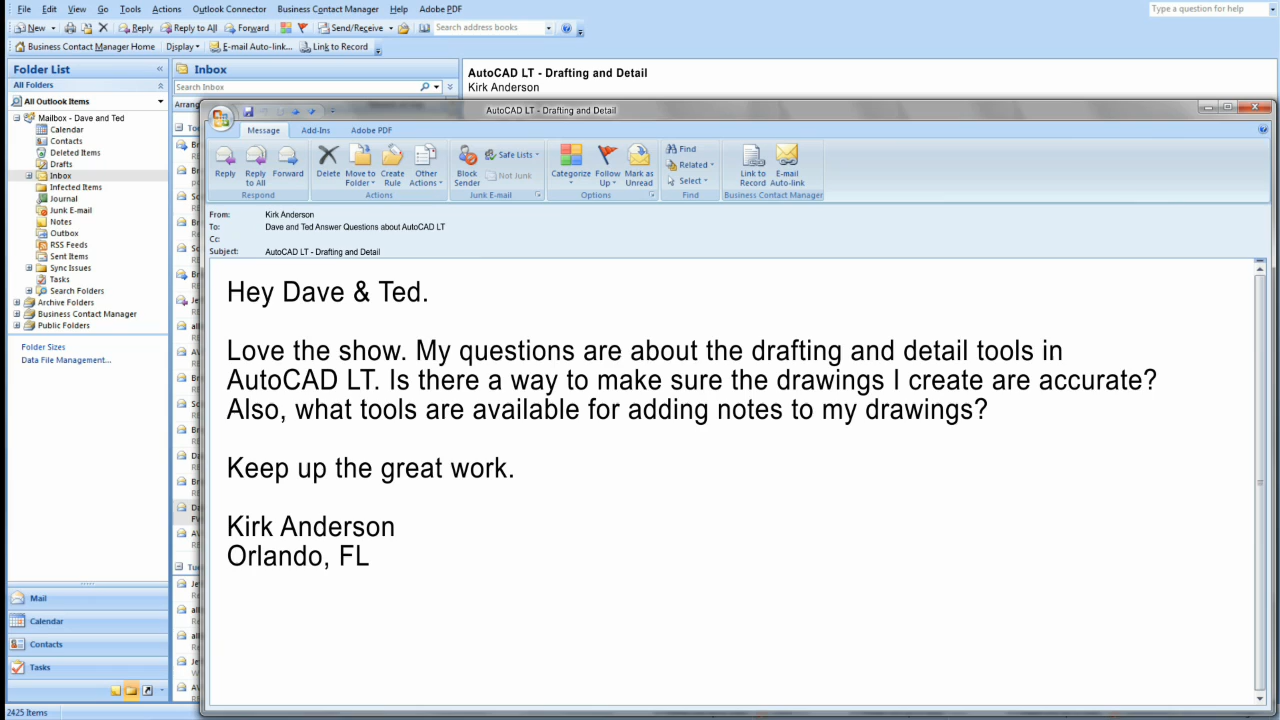 File Edit View Go Tools Actions Outlook Connector Business Contact Manager Help Adobe PDF
Type a question for help
New Reply Reply to All Forward Send/Receive Search address books
Business Contact Manager Home Display E-mail Auto-link... Link to Record
Folder List
All Folders
All Outlook Items
Mailbox - Dave and Ted
Calendar
Contacts
Deleted Items
Drafts
Inbox
Infected Items
Journal
Junk E-mail
Notes
Outbox
RSS Feeds
Sent Items
Sync Issues
Tasks
Search Folders
Archive Folders
Business Contact Manager
Public Folders
Folder Sizes
Data File Management...
Mail
Calendar
Contacts
Tasks
2425 Items
Inbox
Search Inbox
AutoCAD LT - Drafting and Detail
Kirk Anderson
AutoCAD LT - Drafting and Detail
Message Add-Ins Adobe PDF
Reply
Reply to All
Forward
Respond
Delete
Move to Folder
Create Rule
Other Actions
Actions
Block Sender
Safe Lists
Not Junk
Junk E-mail
Categorize
Follow Up
Mark as Unread
Options
Find
Related
Select
Find
Link to Record
E-mail Auto-link
Business Contact Manager
From: Kirk Anderson
To: Dave and Ted Answer Questions about AutoCAD LT
Cc:
Subject: AutoCAD LT - Drafting and Detail
Hey Dave & Ted.
Love the show. My questions are about the drafting and detail tools in
AutoCAD LT. Is there a way to make sure the drawings I create are accurate?
Also, what tools are available for adding notes to my drawings?
Keep up the great work.
Kirk Anderson
Orlando, FL